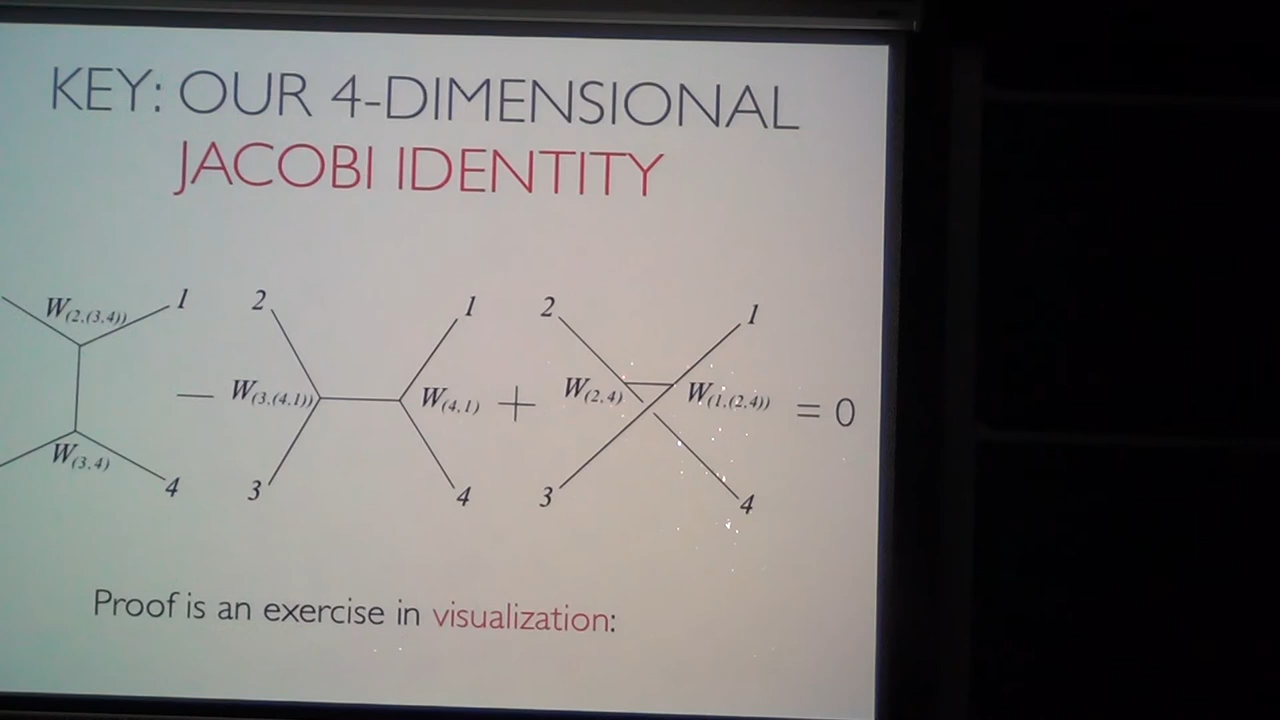 KEY: OUR 4-DIMENSIONAL
JACOBI IDENTITY
W(2,(3,4)) 1 2 1 2 1
− W(3,(4,1)) W(4,1) + W(2,4) W(1,(2,4)) = 0
W(3,4) 4 3 4 3 4
Proof is an exercise in visualization: